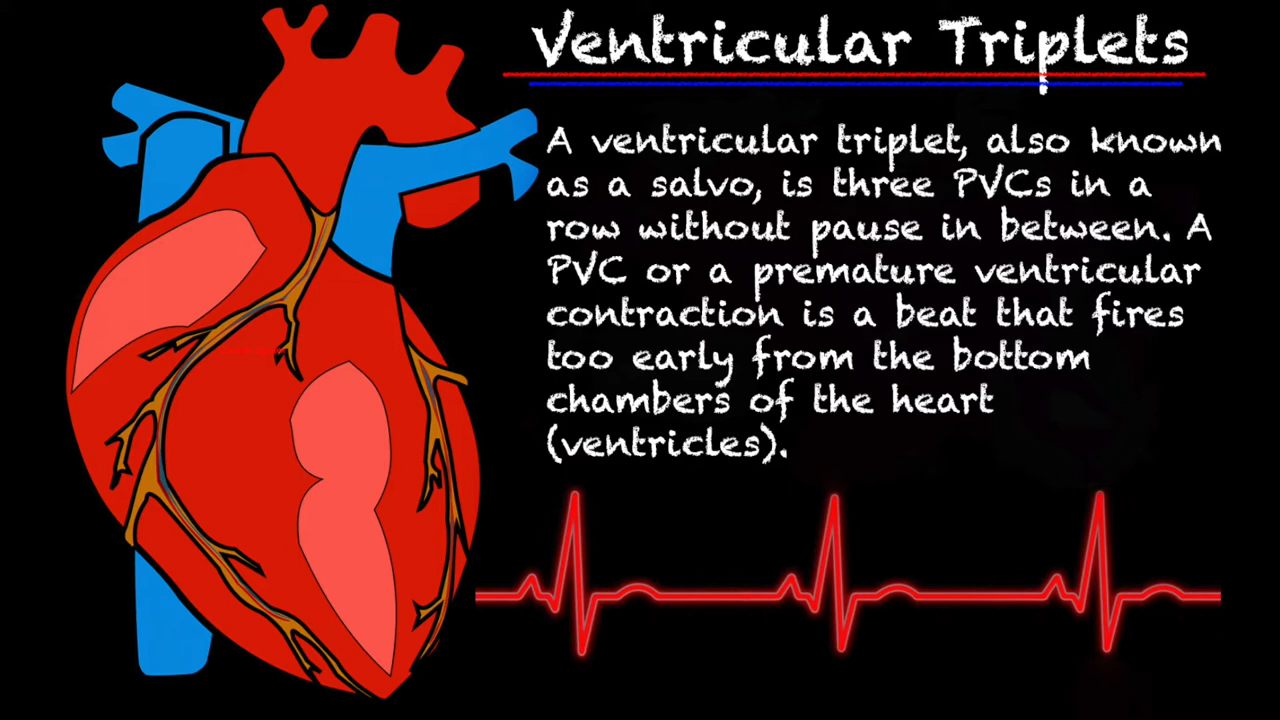 Ventricular Triplets
A ventricular triplet, also known
as a salvo, is three PVCs in a
row without pause in between. A
PVC or a premature ventricular
contraction is a beat that fires
too early from the bottom
chambers of the heart
(ventricles).